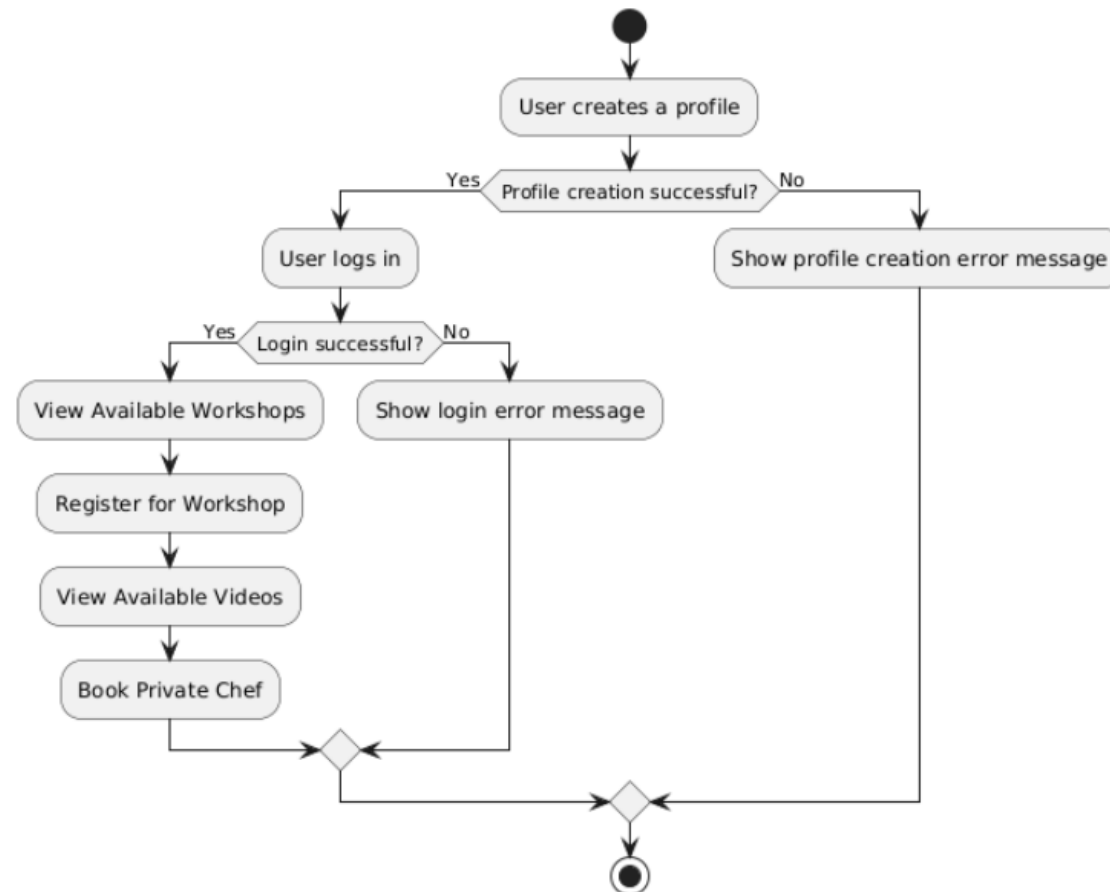 User creates a profile
Profile creation successful?
Yes
No
User logs in
Show profile creation error message
Login successful?
Yes
No
View Available Workshops
Show login error message
Register for Workshop
View Available Videos
Book Private Chef